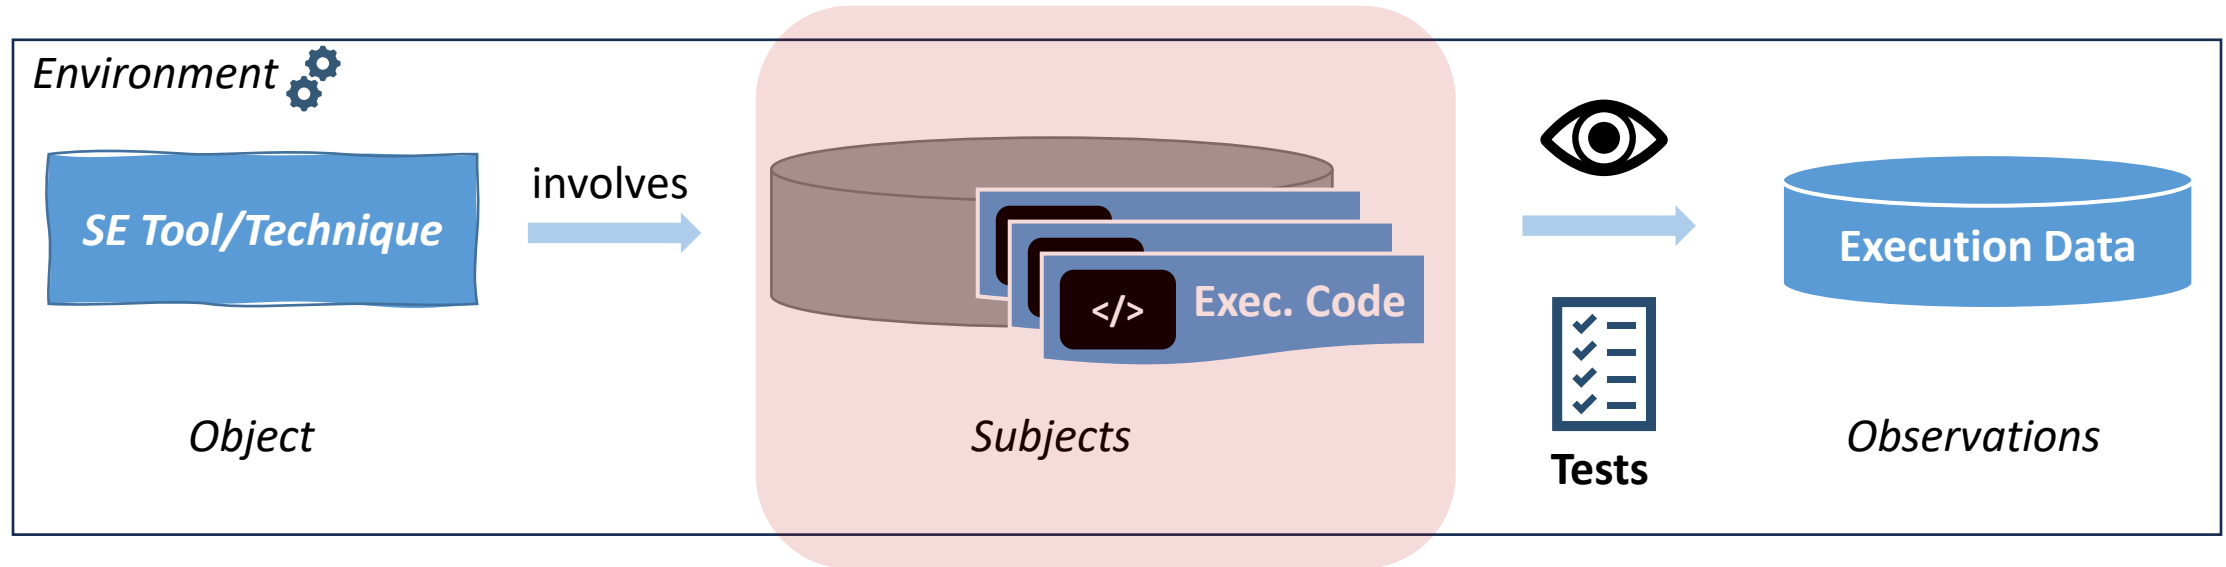 Environment
SE Tool/Technique
involves
</> Exec. Code
Execution Data
Object
Subjects
Tests
Observations